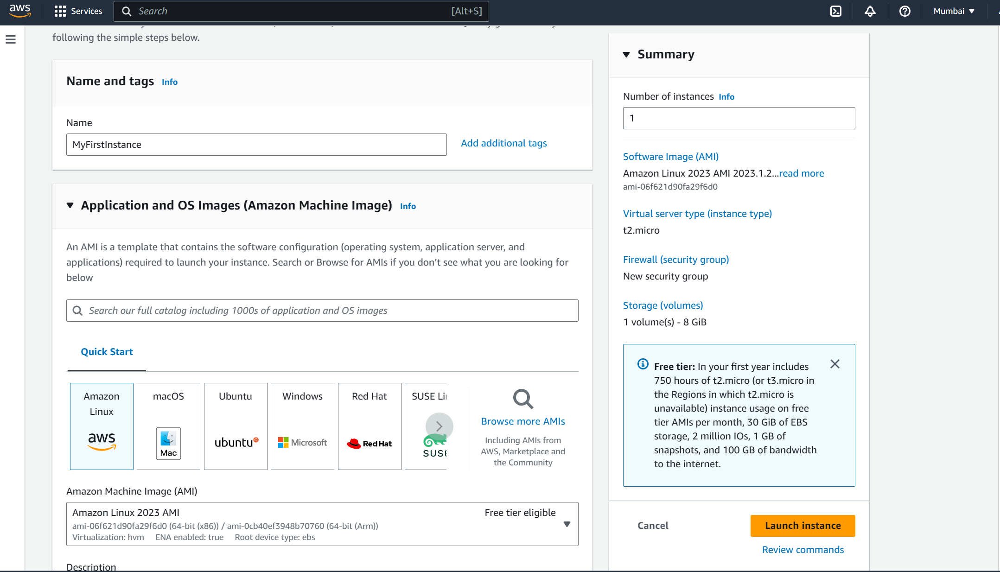 aws
Services
Search
[Alt+S]
Mumbai
following the simple steps below.
Name and tags Info
Name
MyFirstInstance
Add additional tags
Application and OS Images (Amazon Machine Image) Info
An AMI is a template that contains the software configuration (operating system, application server, and
applications) required to launch your instance. Search or Browse for AMIs if you don’t see what you are looking for
below
Search our full catalog including 1000s of application and OS images
Quick Start
Amazon
Linux
aws
macOS
Mac
Ubuntu
ubuntu
Windows
Microsoft
Red Hat
Red Hat
SUSE Li
SUSE
Browse more AMIs
Including AMIs from
AWS, Marketplace and
the Community
Amazon Machine Image (AMI)
Amazon Linux 2023 AMI
Free tier eligible
ami-06f621d90fa29f6d0 (64-bit (x86)) / ami-0cb40ef3948b70760 (64-bit (Arm))
Virtualization: hvm ENA enabled: true Root device type: ebs
Description
Summary
Number of instances Info
1
Software Image (AMI)
Amazon Linux 2023 AMI 2023.1.2...read more
ami-06f621d90fa29f6d0
Virtual server type (instance type)
t2.micro
Firewall (security group)
New security group
Storage (volumes)
1 volume(s) - 8 GiB
Free tier: In your first year includes
750 hours of t2.micro (or t3.micro in
the Regions in which t2.micro is
unavailable) instance usage on free
tier AMIs per month, 30 GiB of EBS
storage, 2 million IOs, 1 GB of
snapshots, and 100 GB of bandwidth
to the internet.
Cancel
Launch instance
Review commands